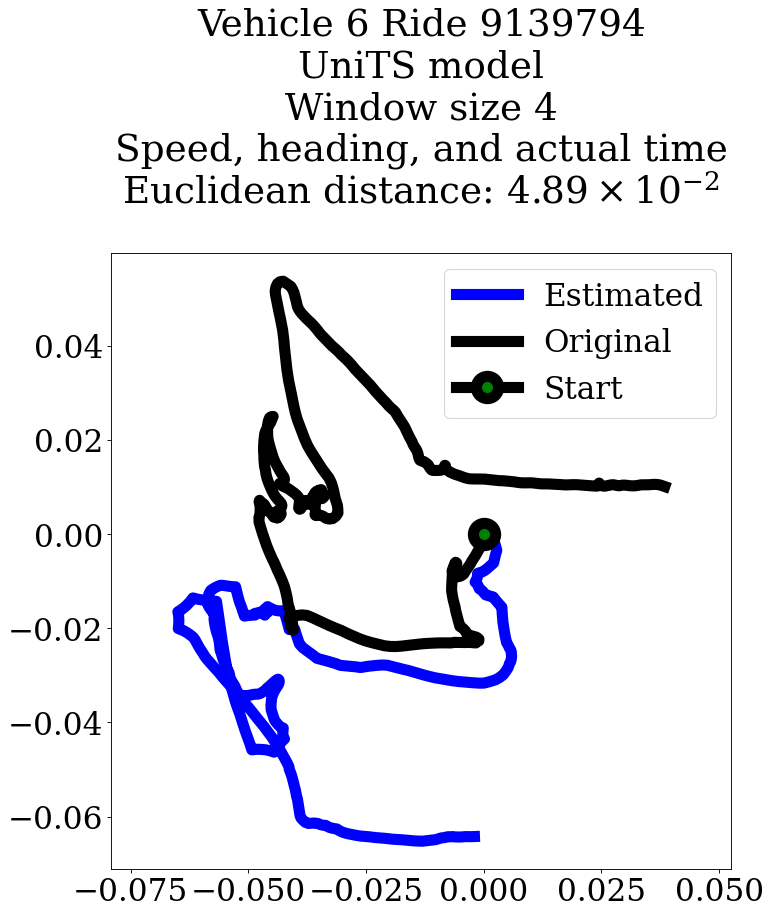 Vehicle 6 Ride 9139794
UniTS model
Window size 4
Speed, heading, and actual time
Euclidean distance: 4.89 × 10⁻²
Estimated
Original
Start
0.04
0.02
0.00
−0.02
−0.04
−0.06
−0.075 −0.050 −0.025 0.000 0.025 0.050